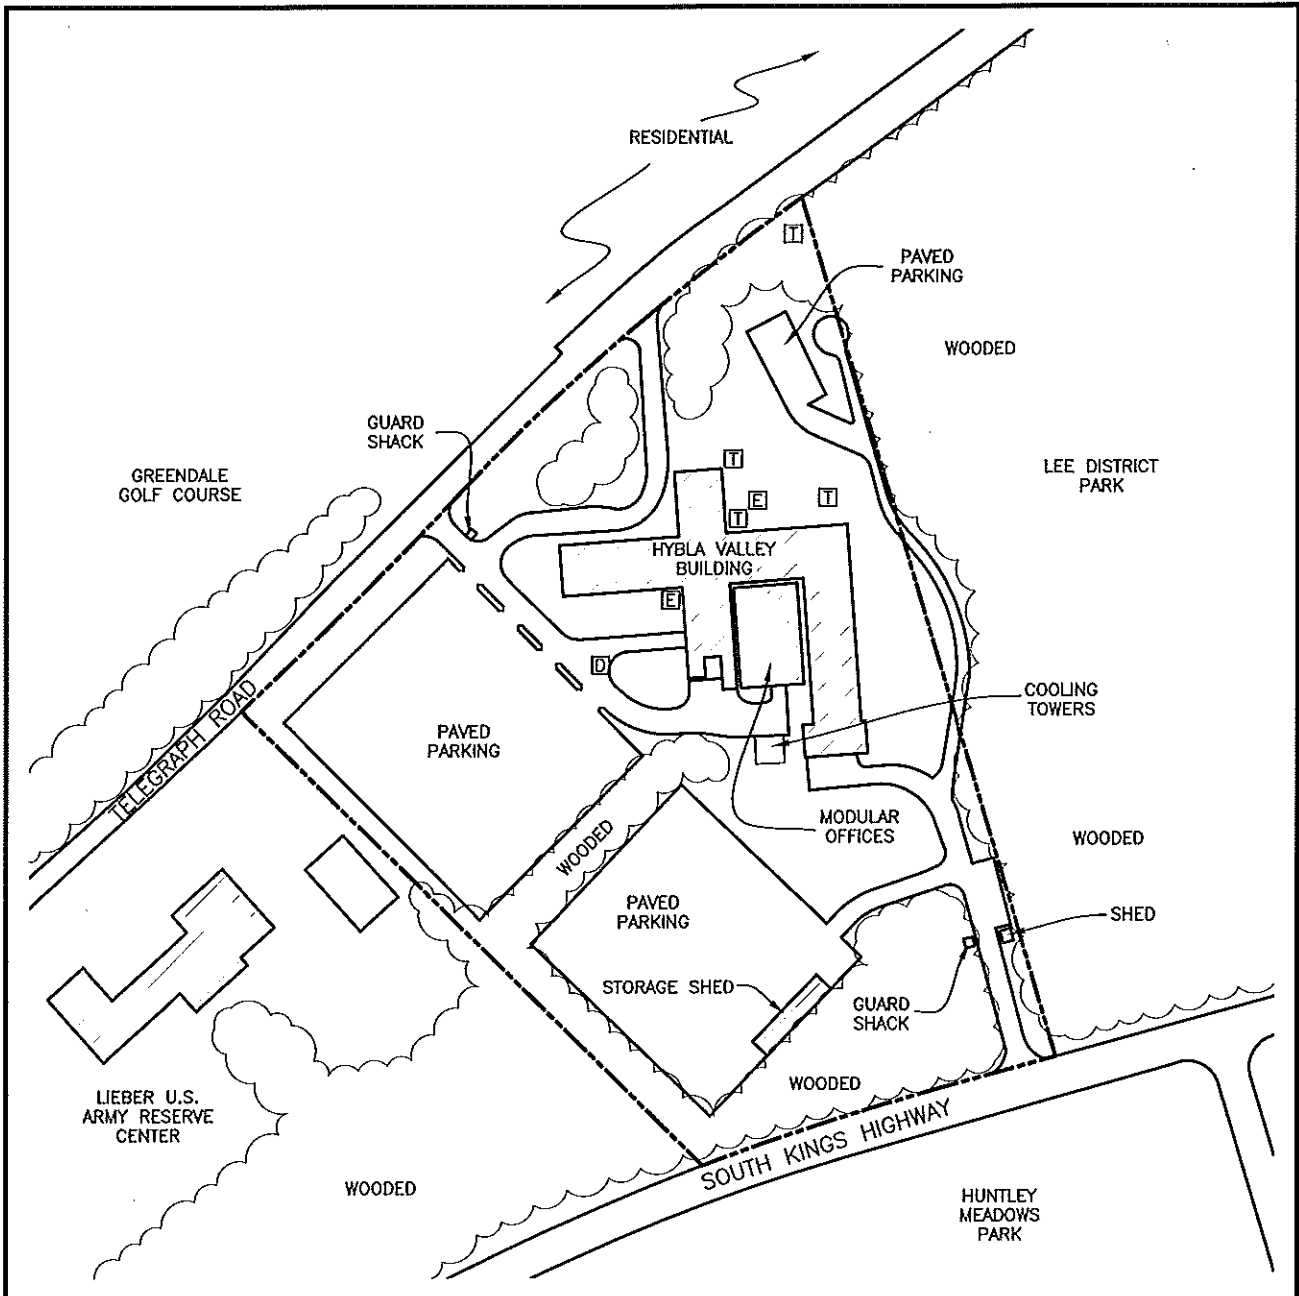 RESIDENTIAL
T
PAVED
PARKING
WOODED
GUARD
SHACK
GREENDALE
GOLF COURSE
LEE DISTRICT
PARK
T
E
T
T
HYBLA VALLEY
BUILDING
E
D
COOLING
TOWERS
TELEGRAPH ROAD
PAVED
PARKING
MODULAR
OFFICES
WOODED
WOODED
PAVED
PARKING
SHED
STORAGE SHED
GUARD
SHACK
WOODED
LIEBER U.S.
ARMY RESERVE
CENTER
SOUTH KINGS HIGHWAY
WOODED
HUNTLEY
MEADOWS
PARK